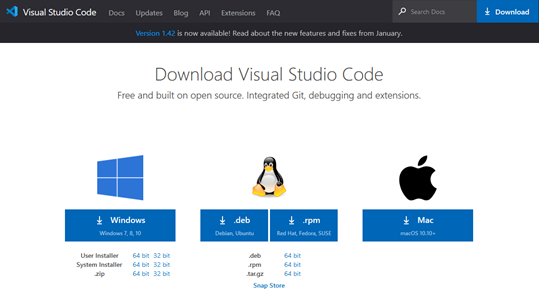 Visual Studio Code Docs Updates Blog API Extensions FAQ Search Docs Download
Version 1.42 is now available! Read about the new features and fixes from January.
Download Visual Studio Code
Free and built on open source. Integrated Git, debugging and extensions.
Windows
Windows 7, 8, 10
.deb
Debian, Ubuntu
.rpm
Red Hat, Fedora, SUSE
Mac
macOS 10.10+
User Installer 64 bit 32 bit
System Installer 64 bit 32 bit
.zip 64 bit 32 bit
.deb 64 bit
.rpm 64 bit
.tar.gz 64 bit
Snap Store